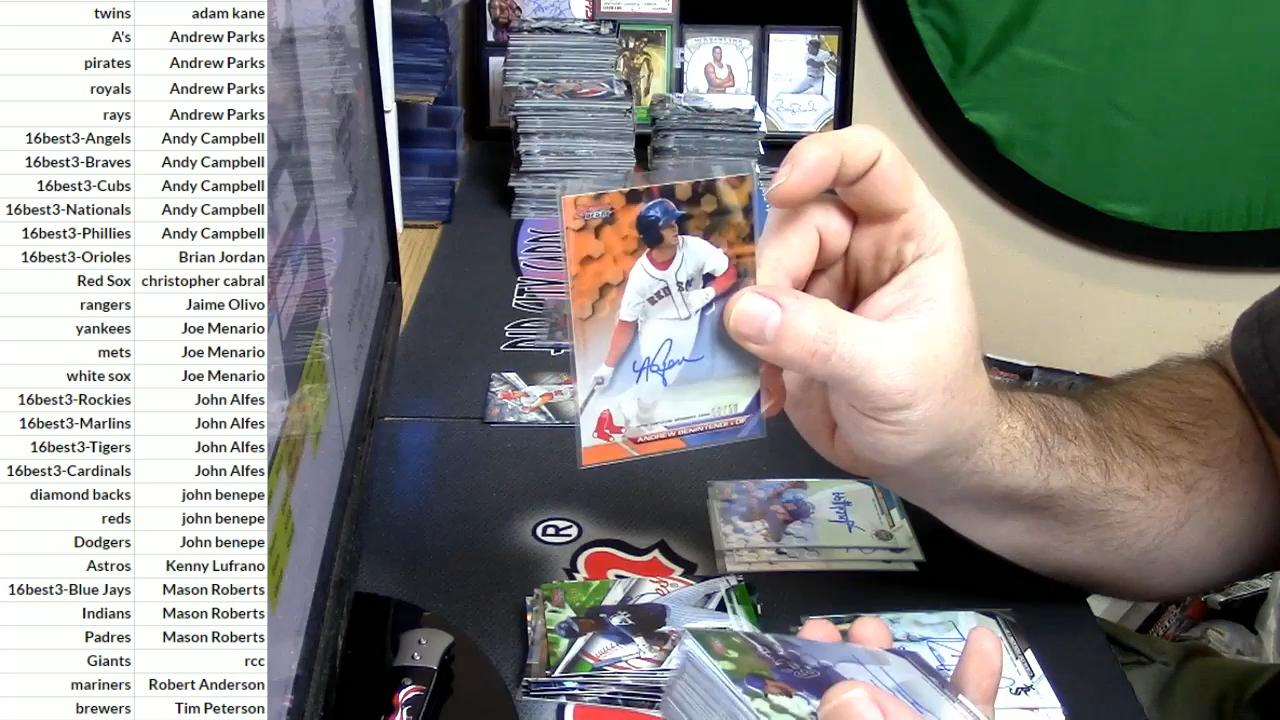 twins adam kane
A's Andrew Parks
pirates Andrew Parks
royals Andrew Parks
rays Andrew Parks
16best3-Angels Andy Campbell
16best3-Braves Andy Campbell
16best3-Cubs Andy Campbell
16best3-Nationals Andy Campbell
16best3-Phillies Andy Campbell
16best3-Orioles Brian Jordan
Red Sox christopher cabral
rangers Jaime Olivo
yankees Joe Menario
mets Joe Menario
white sox Joe Menario
16best3-Rockies John Alfes
16best3-Marlins John Alfes
16best3-Tigers John Alfes
16best3-Cardinals John Alfes
diamond backs john benepe
reds john benepe
Dodgers John benepe
Astros Kenny Lufrano
16best3-Blue Jays Mason Roberts
Indians Mason Roberts
Padres Mason Roberts
Giants rcc
mariners Robert Anderson
brewers Tim Peterson
RED SOX
ANDREW BENINTENDI • OF
®